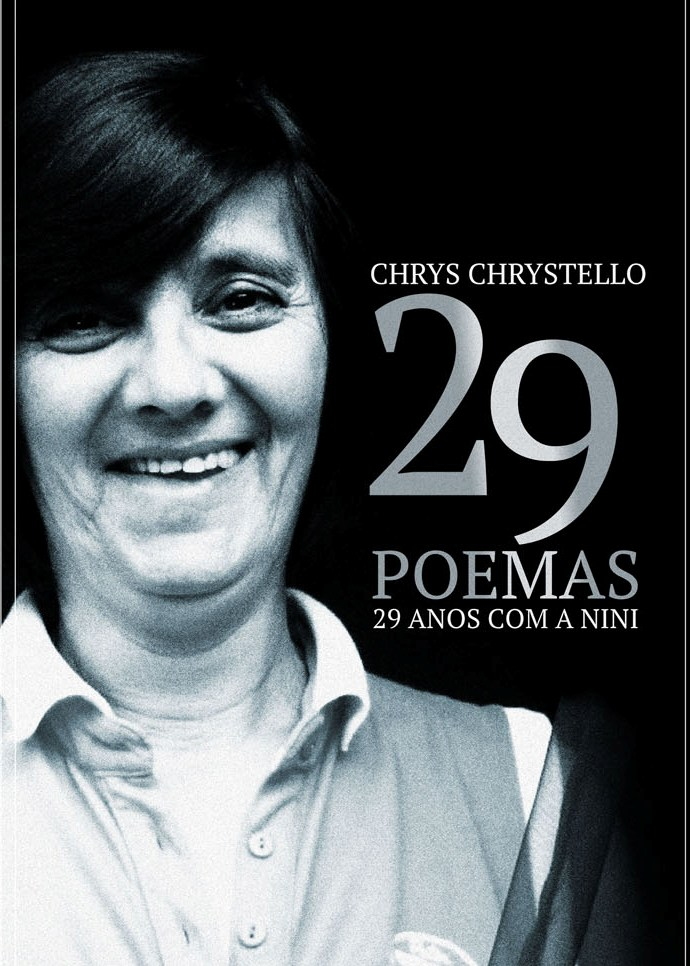 CHRYS CHRYSTELLO
29
POEMAS
29 ANOS COM A NINI